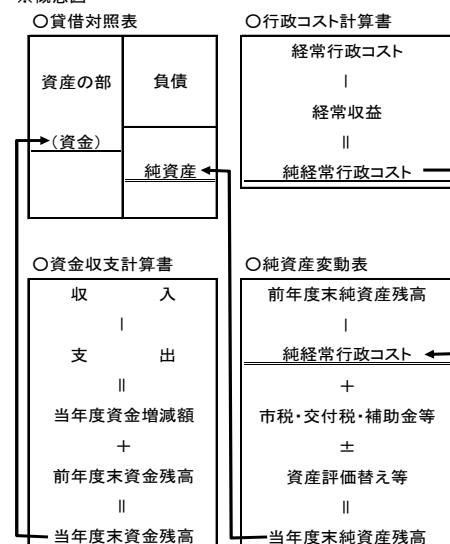 〇貸借対照表
資産の部
負債
(資金)
純資産
〇行政コスト計算書
経常行政コスト
|
経常収益
||
純経常行政コスト
〇資金収支計算書
収 入
|
支 出
||
当年度資金増減額
+
前年度末資金残高
||
当年度末資金残高
〇純資産変動表
前年度末純資産残高
|
純経常行政コスト
+
市税・交付税・補助金等
±
資産評価替え等
||
当年度末純資産残高